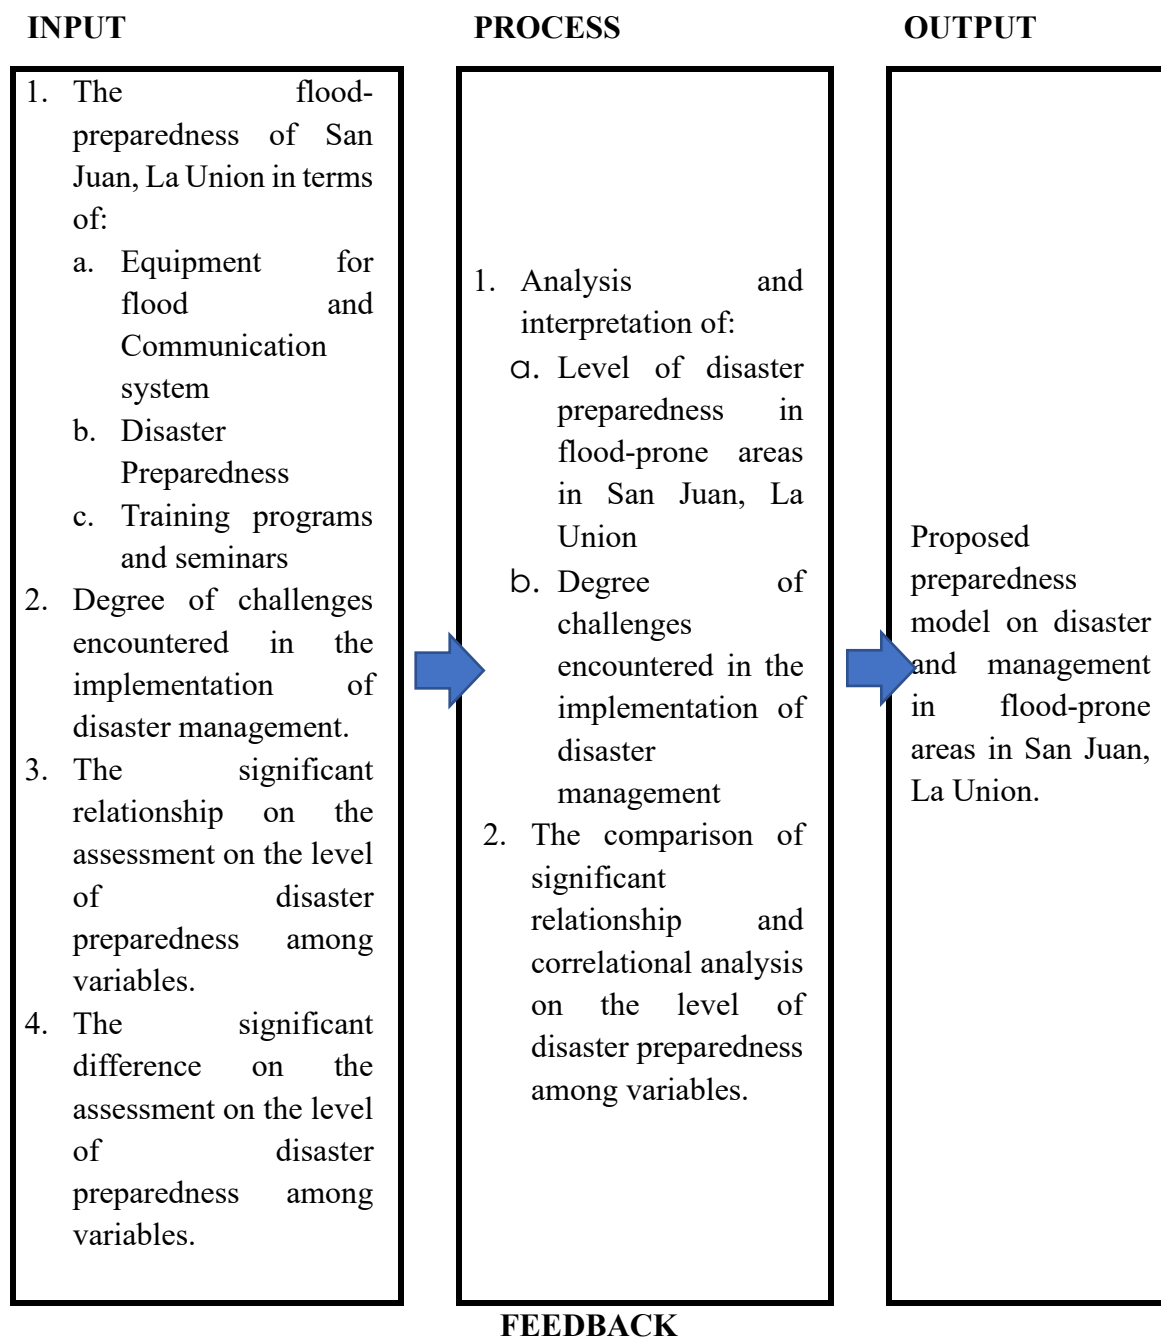 INPUT
PROCESS
OUTPUT
1. The flood-
preparedness of San
Juan, La Union in terms
of:
a. Equipment for
flood and
Communication
system
b. Disaster
Preparedness
c. Training programs
and seminars
2. Degree of challenges
encountered in the
implementation of
disaster management.
3. The significant
relationship on the
assessment on the level
of disaster
preparedness among
variables.
4. The significant
difference on the
assessment on the level
of disaster
preparedness among
variables.
1. Analysis and
interpretation of:
a. Level of disaster
preparedness in
flood-prone areas
in San Juan, La
Union
b. Degree of
challenges
encountered in the
implementation of
disaster
management
2. The comparison of
significant
relationship and
correlational analysis
on the level of
disaster preparedness
among variables.
Proposed
preparedness
model on disaster
and management
in flood-prone
areas in San Juan,
La Union.
FEEDBACK